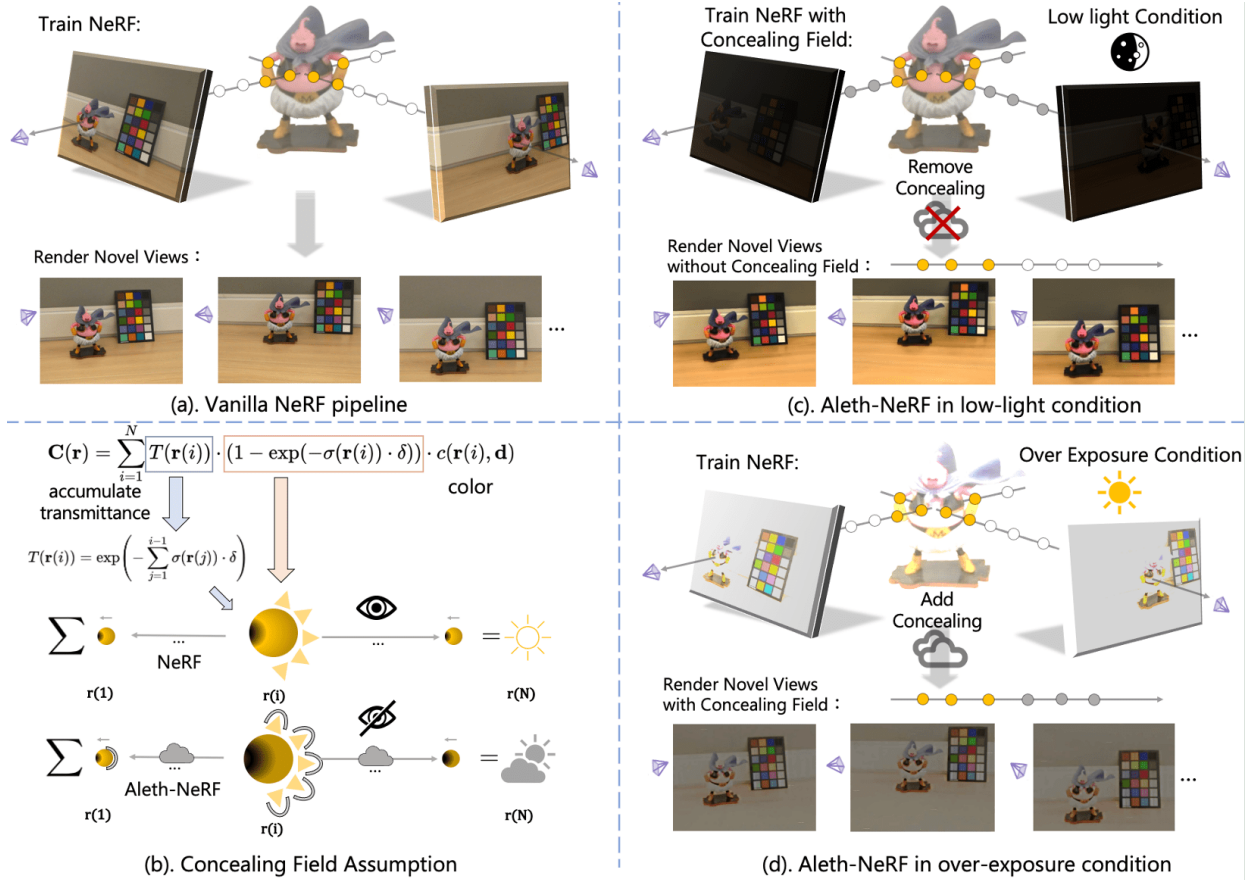 Train NeRF:
Render Novel Views :
...
(a). Vanilla NeRF pipeline
Train NeRF with
Concealing Field:
Low light Condition
Remove
Concealing
Render Novel Views
without Concealing Field :
...
(c). Aleth-NeRF in low-light condition
C(r) = \sum_{i=1}^{N} T(r(i)) · (1 − exp(−σ(r(i)) · δ)) · c(r(i), d)
accumulate
transmittance
color
T(r(i)) = exp(−\sum_{j=1}^{i−1} σ(r(j)) · δ)
∑ ... ... =
NeRF
r(1) r(i) r(N)
∑ ... ... =
Aleth-NeRF
r(1) r(i) r(N)
(b). Concealing Field Assumption
Train NeRF:
Over Exposure Condition
Add
Concealing
Render Novel Views
with Concealing Field :
...
(d). Aleth-NeRF in over-exposure condition